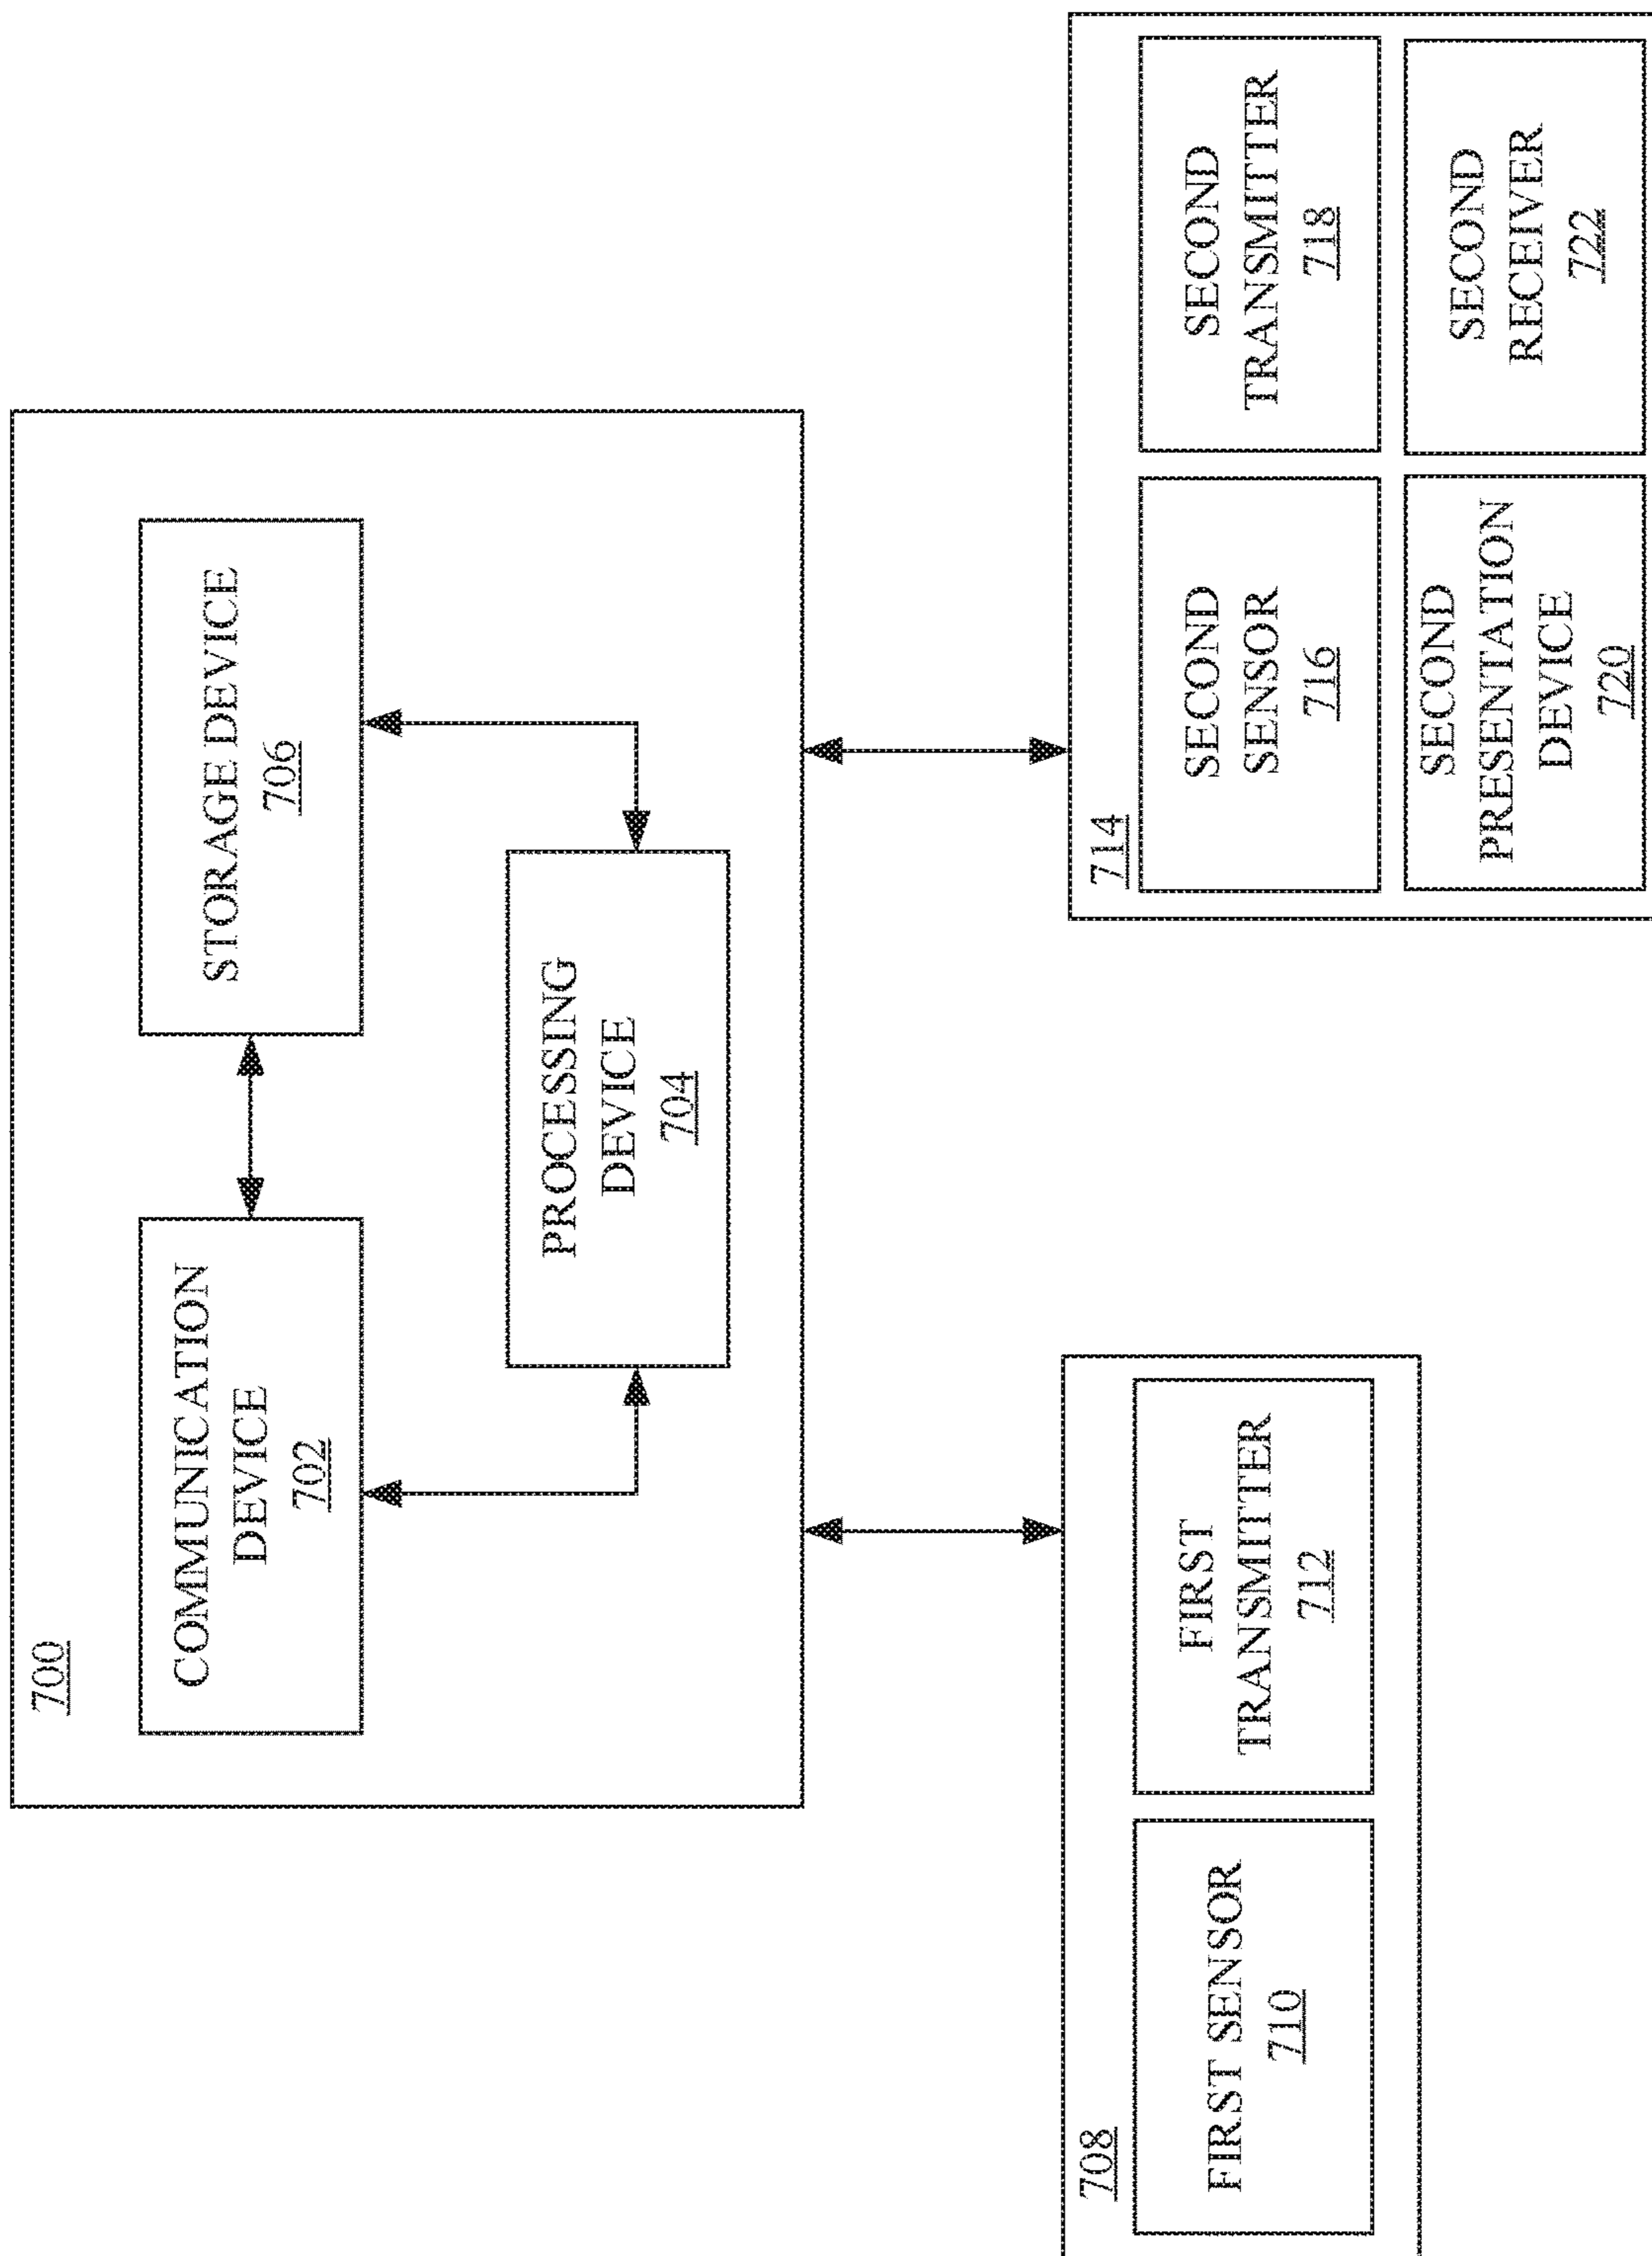 700
COMMUNICATION
DEVICE
702
STORAGE DEVICE
706
PROCESSING
DEVICE
704
708
FIRST SENSOR
710
FIRST
TRANSMITTER
712
714
SECOND
SENSOR
716
SECOND
TRANSMITTER
718
SECOND
PRESENTATION
DEVICE
720
SECOND
RECEIVER
722